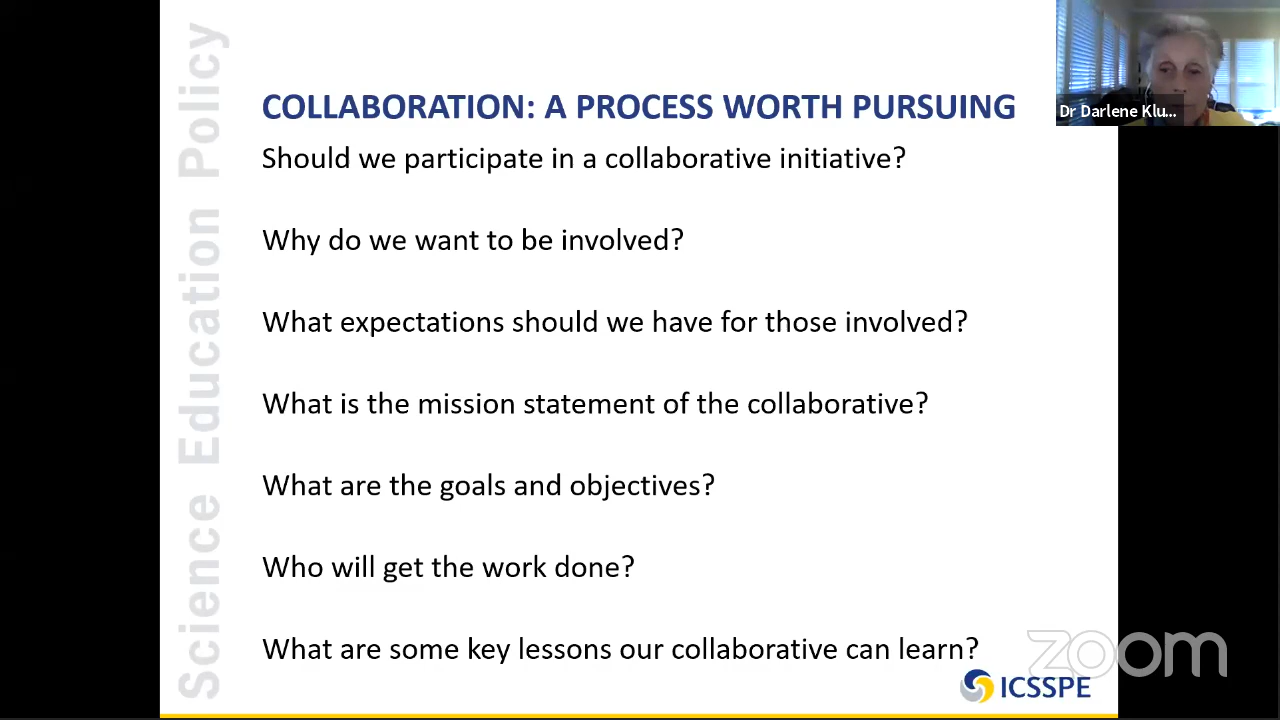 Science Education Policy
COLLABORATION: A PROCESS WORTH PURSUING
Should we participate in a collaborative initiative?
Why do we want to be involved?
What expectations should we have for those involved?
What is the mission statement of the collaborative?
What are the goals and objectives?
Who will get the work done?
What are some key lessons our collaborative can learn?
Dr Darlene Klu...
zoom
ICSSPE